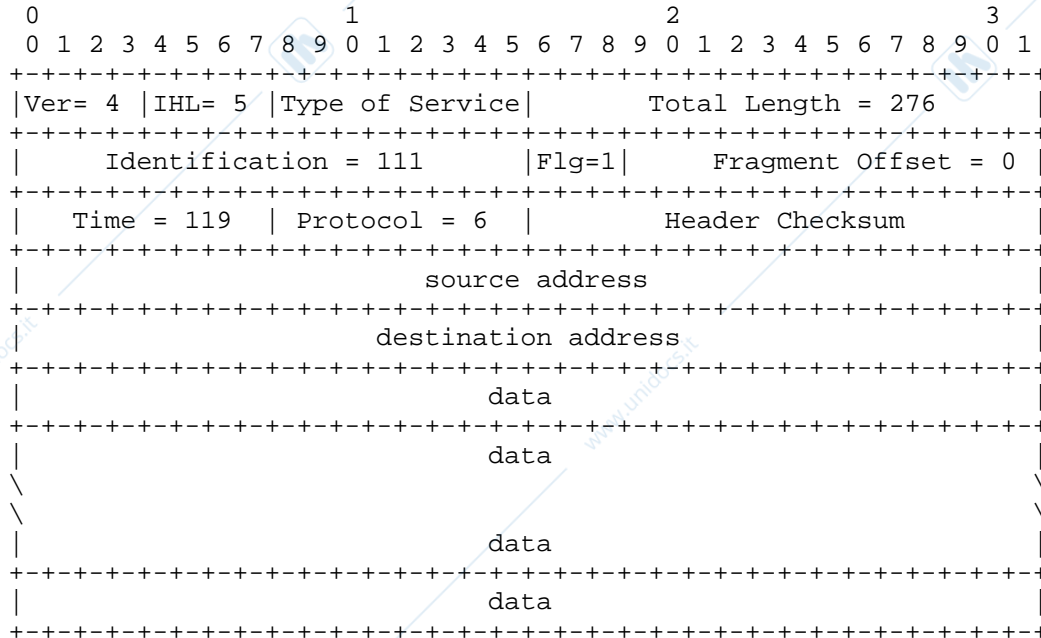 0                   1                   2                   3
0 1 2 3 4 5 6 7 8 9 0 1 2 3 4 5 6 7 8 9 0 1 2 3 4 5 6 7 8 9 0 1
+-+-+-+-+-+-+-+-+-+-+-+-+-+-+-+-+-+-+-+-+-+-+-+-+-+-+-+-+-+-+-+-+
|Ver= 4 |IHL= 5 |Type of Service|       Total Length = 276      |
+-+-+-+-+-+-+-+-+-+-+-+-+-+-+-+-+-+-+-+-+-+-+-+-+-+-+-+-+-+-+-+-+
|     Identification = 111      |Flg=1|     Fragment Offset = 0 |
+-+-+-+-+-+-+-+-+-+-+-+-+-+-+-+-+-+-+-+-+-+-+-+-+-+-+-+-+-+-+-+-+
|   Time = 119  | Protocol = 6  |        Header Checksum        |
+-+-+-+-+-+-+-+-+-+-+-+-+-+-+-+-+-+-+-+-+-+-+-+-+-+-+-+-+-+-+-+-+
|                         source address                        |
+-+-+-+-+-+-+-+-+-+-+-+-+-+-+-+-+-+-+-+-+-+-+-+-+-+-+-+-+-+-+-+-+
|                      destination address                      |
+-+-+-+-+-+-+-+-+-+-+-+-+-+-+-+-+-+-+-+-+-+-+-+-+-+-+-+-+-+-+-+-+
|                             data                              |
+-+-+-+-+-+-+-+-+-+-+-+-+-+-+-+-+-+-+-+-+-+-+-+-+-+-+-+-+-+-+-+-+
|                             data                              |
\                                                               \
\                                                               \
|                             data                              |
+-+-+-+-+-+-+-+-+-+-+-+-+-+-+-+-+-+-+-+-+-+-+-+-+-+-+-+-+-+-+-+-+
|                             data                              |
+-+-+-+-+-+-+-+-+-+-+-+-+-+-+-+-+-+-+-+-+-+-+-+-+-+-+-+-+-+-+-+-+
www.unidocs.it